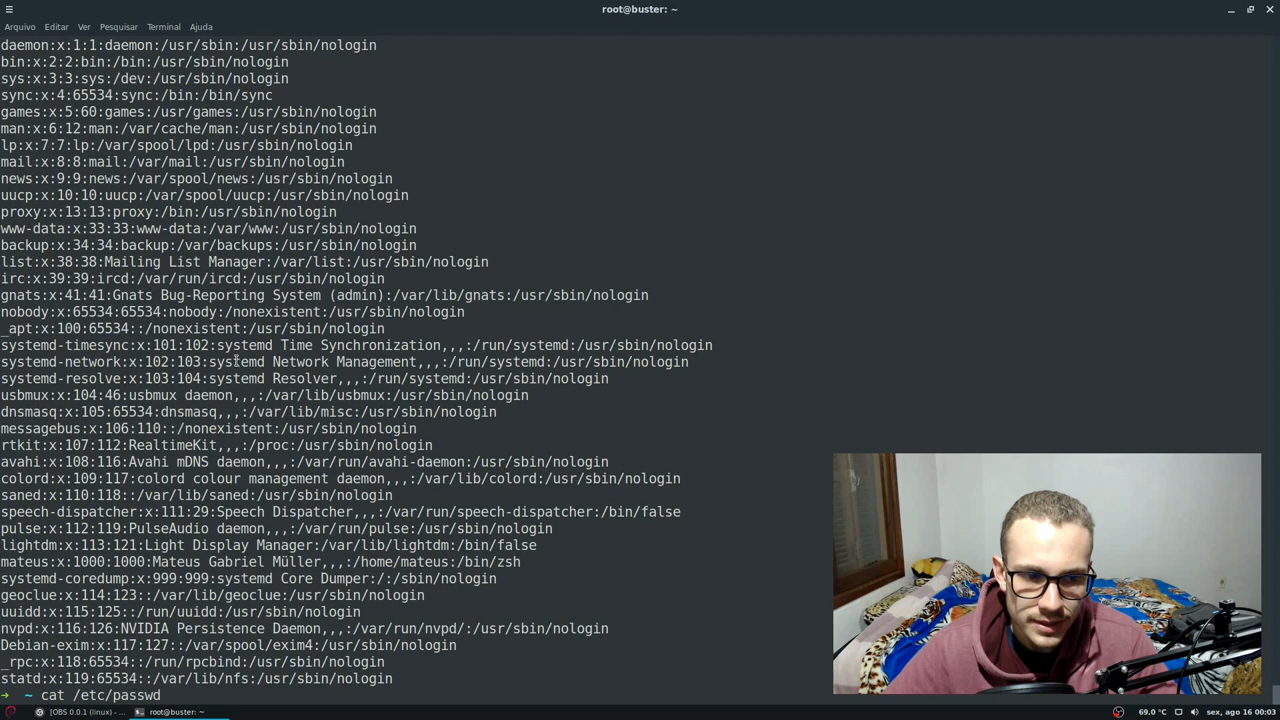 root@buster: ~
Arquivo Editar Ver Pesquisar Terminal Ajuda
daemon:x:1:1:daemon:/usr/sbin:/usr/sbin/nologin
bin:x:2:2:bin:/bin:/usr/sbin/nologin
sys:x:3:3:sys:/dev:/usr/sbin/nologin
sync:x:4:65534:sync:/bin:/bin/sync
games:x:5:60:games:/usr/games:/usr/sbin/nologin
man:x:6:12:man:/var/cache/man:/usr/sbin/nologin
lp:x:7:7:lp:/var/spool/lpd:/usr/sbin/nologin
mail:x:8:8:mail:/var/mail:/usr/sbin/nologin
news:x:9:9:news:/var/spool/news:/usr/sbin/nologin
uucp:x:10:10:uucp:/var/spool/uucp:/usr/sbin/nologin
proxy:x:13:13:proxy:/bin:/usr/sbin/nologin
www-data:x:33:33:www-data:/var/www:/usr/sbin/nologin
backup:x:34:34:backup:/var/backups:/usr/sbin/nologin
list:x:38:38:Mailing List Manager:/var/list:/usr/sbin/nologin
irc:x:39:39:ircd:/var/run/ircd:/usr/sbin/nologin
gnats:x:41:41:Gnats Bug-Reporting System (admin):/var/lib/gnats:/usr/sbin/nologin
nobody:x:65534:65534:nobody:/nonexistent:/usr/sbin/nologin
_apt:x:100:65534::/nonexistent:/usr/sbin/nologin
systemd-timesync:x:101:102:systemd Time Synchronization,,,:/run/systemd:/usr/sbin/nologin
systemd-network:x:102:103:systemd Network Management,,,:/run/systemd:/usr/sbin/nologin
systemd-resolve:x:103:104:systemd Resolver,,,:/run/systemd:/usr/sbin/nologin
usbmux:x:104:46:usbmux daemon,,,:/var/lib/usbmux:/usr/sbin/nologin
dnsmasq:x:105:65534:dnsmasq,,,:/var/lib/misc:/usr/sbin/nologin
messagebus:x:106:110::/nonexistent:/usr/sbin/nologin
rtkit:x:107:112:RealtimeKit,,,:/proc:/usr/sbin/nologin
avahi:x:108:116:Avahi mDNS daemon,,,:/var/run/avahi-daemon:/usr/sbin/nologin
colord:x:109:117:colord colour management daemon,,,:/var/lib/colord:/usr/sbin/nologin
saned:x:110:118::/var/lib/saned:/usr/sbin/nologin
speech-dispatcher:x:111:29:Speech Dispatcher,,,:/var/run/speech-dispatcher:/bin/false
pulse:x:112:119:PulseAudio daemon,,,:/var/run/pulse:/usr/sbin/nologin
lightdm:x:113:121:Light Display Manager:/var/lib/lightdm:/bin/false
mateus:x:1000:1000:Mateus Gabriel Müller,,,:/home/mateus:/bin/zsh
systemd-coredump:x:999:999:systemd Core Dumper:/:/sbin/nologin
geoclue:x:114:123::/var/lib/geoclue:/usr/sbin/nologin
uuidd:x:115:125::/run/uuidd:/usr/sbin/nologin
nvpd:x:116:126:NVIDIA Persistence Daemon,,,:/var/run/nvpd/:/usr/sbin/nologin
Debian-exim:x:117:127::/var/spool/exim4:/usr/sbin/nologin
_rpc:x:118:65534::/run/rpcbind:/usr/sbin/nologin
statd:x:119:65534::/var/lib/nfs:/usr/sbin/nologin
➜ ~ cat /etc/passwd
[OBS 0.0.1 (linux) - ... root@buster: ~ 69.0 °C sex, ago 16 00:03